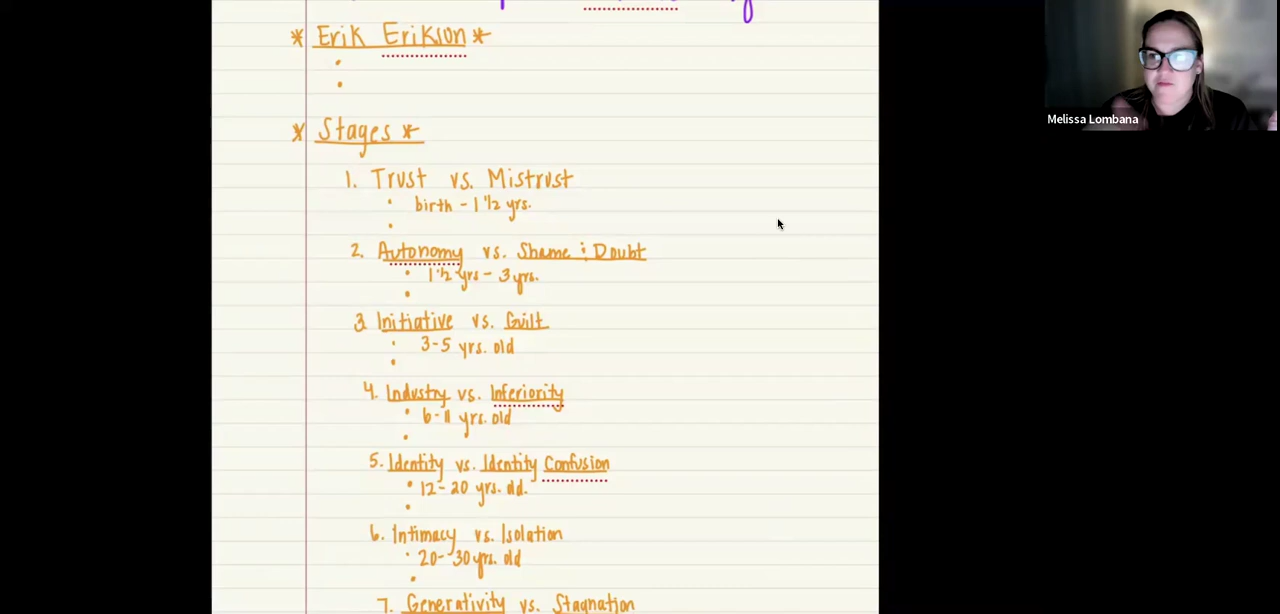 * Erik Erikson *
* Stages *
1. Trust vs. Mistrust
• birth - 1 1/2 yrs.
2. Autonomy vs. Shame & Doubt
• 1 1/2 yrs - 3 yrs.
3 Initiative vs. Guilt
• 3-5 yrs. old
4. Industry vs. Inferiority
• 6-11 yrs. old
5. Identity vs. Identity Confusion
• 12-20 yrs. old.
6. Intimacy vs. Isolation
• 20-30 yrs. old
7. Generativity vs. Stagnation
Melissa Lombana